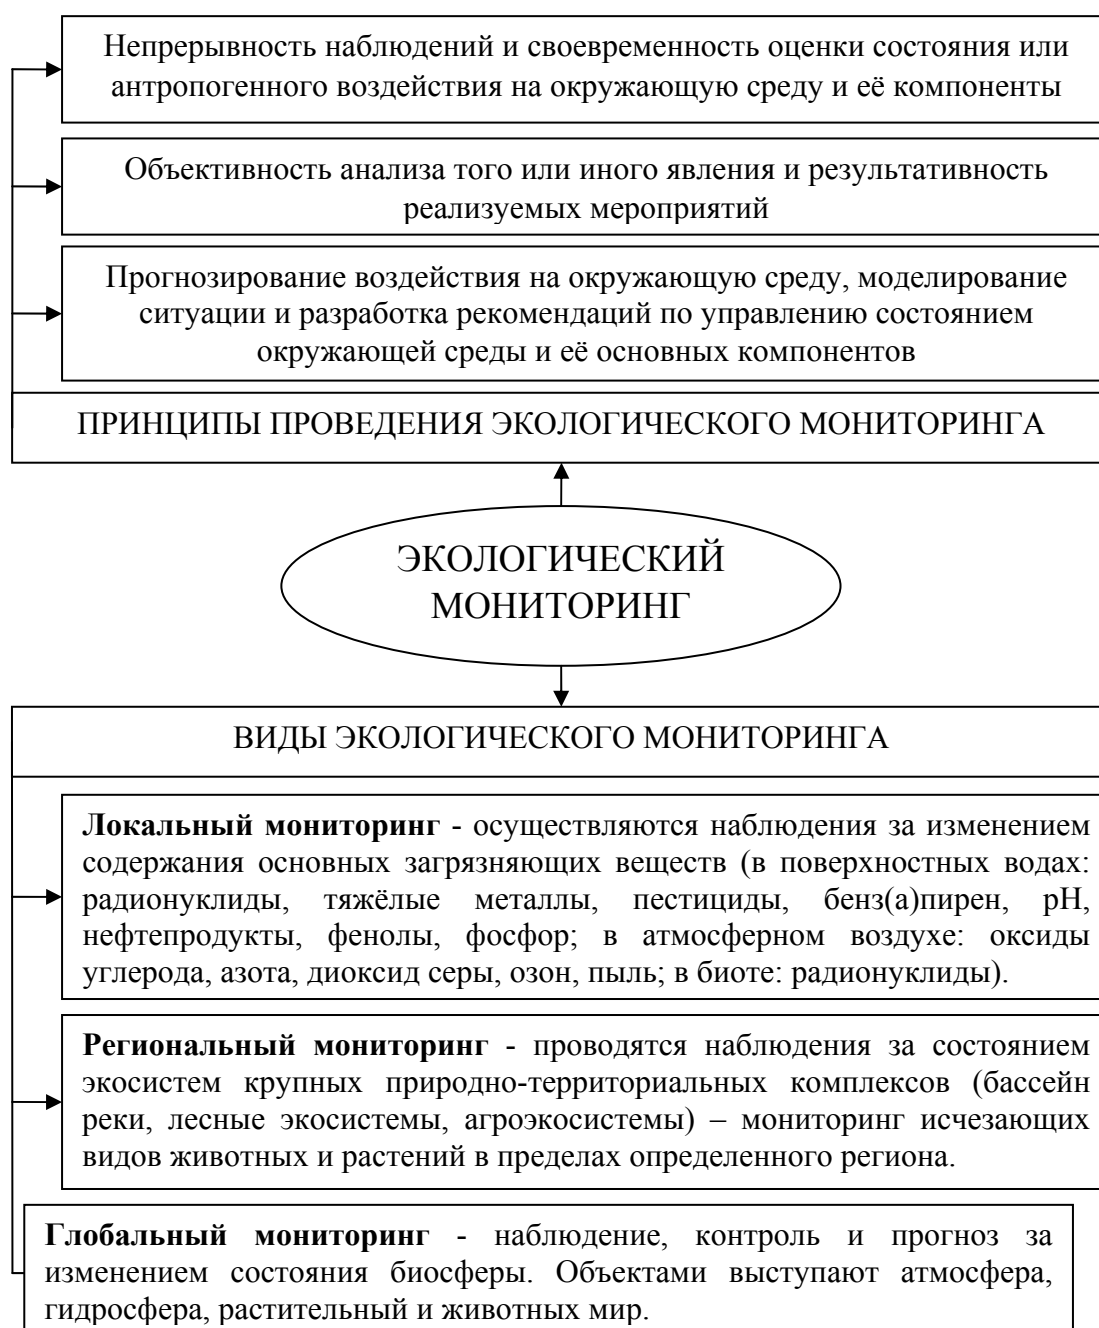 Непрерывность наблюдений и своевременность оценки состояния или
антропогенного воздействия на окружающую среду и её компоненты
Объективность анализа того или иного явления и результативность
реализуемых мероприятий
Прогнозирование воздействия на окружающую среду, моделирование
ситуации и разработка рекомендаций по управлению состоянием
окружающей среды и её основных компонентов
ПРИНЦИПЫ ПРОВЕДЕНИЯ ЭКОЛОГИЧЕСКОГО МОНИТОРИНГА
ЭКОЛОГИЧЕСКИЙ
МОНИТОРИНГ
ВИДЫ ЭКОЛОГИЧЕСКОГО МОНИТОРИНГА
Локальный мониторинг - осуществляются наблюдения за изменением
содержания основных загрязняющих веществ (в поверхностных водах:
радионуклиды, тяжёлые металлы, пестициды, бенз(а)пирен, рН,
нефтепродукты, фенолы, фосфор; в атмосферном воздухе: оксиды
углерода, азота, диоксид серы, озон, пыль; в биоте: радионуклиды).
Региональный мониторинг - проводятся наблюдения за состоянием
экосистем крупных природно-территориальных комплексов (бассейн
реки, лесные экосистемы, агроэкосистемы) – мониторинг исчезающих
видов животных и растений в пределах определенного региона.
Глобальный мониторинг - наблюдение, контроль и прогноз за
изменением состояния биосферы. Объектами выступают атмосфера,
гидросфера, растительный и животных мир.